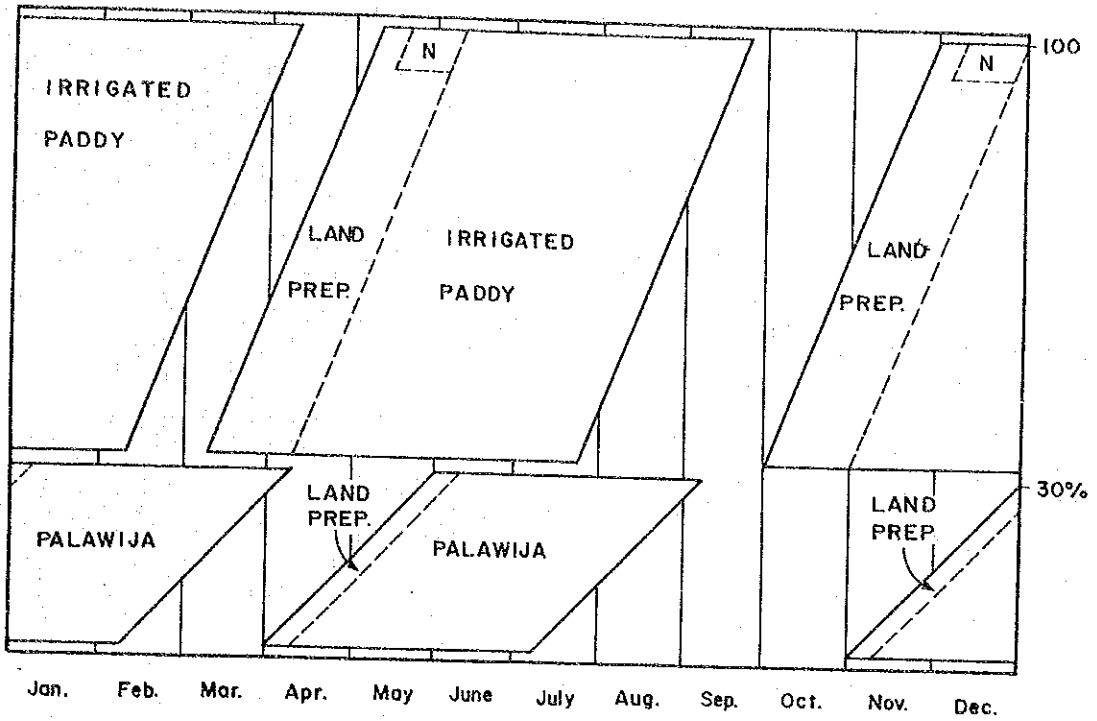 100
N
N
IRRIGATED
PADDY
LAND
PREP.
IRRIGATED
PADDY
LAND
PREP.
30%
LAND
PREP.
LAND
PREP
PALAWIJA
PALAWIJA
Jan. Feb. Mar. Apr. May June July Aug. Sep. Oct. Nov. Dec.